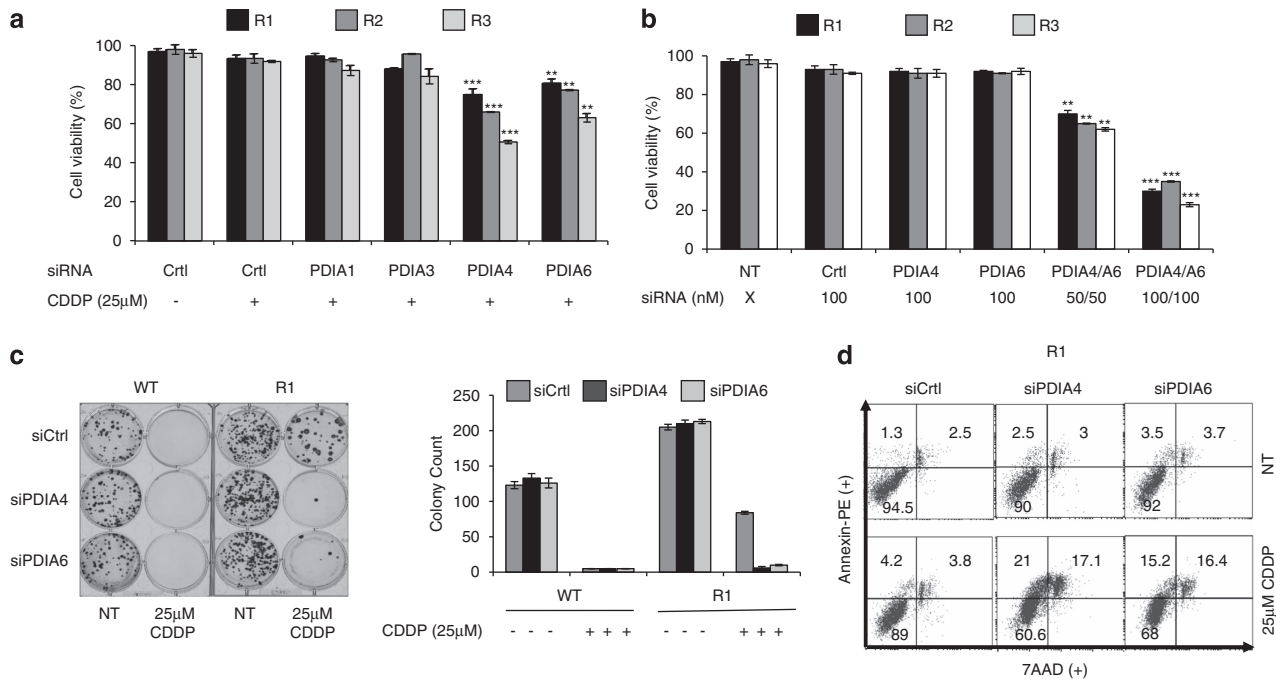 a
R1 R2 R3
Cell viability (%)
100
80
60
40
20
0
*** *** *** ** ** **
siRNA Crtl Crtl PDIA1 PDIA3 PDIA4 PDIA6
CDDP (25µM) - + + + + +
b
R1 R2 R3
Cell viability (%)
100
80
60
40
20
0
** ** ** *** *** ***
NT Crtl PDIA4 PDIA6 PDIA4/A6 PDIA4/A6
siRNA (nM) X 100 100 100 50/50 100/100
c
WT R1
siCtrl
siPDIA4
siPDIA6
NT 25µM CDDP NT 25µM CDDP
siCrtl siPDIA4 siPDIA6
Colony Count
250
200
150
100
50
0
WT R1
CDDP (25µM) - - - + + + - - - + + +
d
R1
siCrtl siPDIA4 siPDIA6
1.3 2.5 2.5 3 3.5 3.7
94.5 90 92
NT
4.2 3.8 21 17.1 15.2 16.4
89 60.6 68
25µM CDDP
Annexin-PE (+)
7AAD (+)